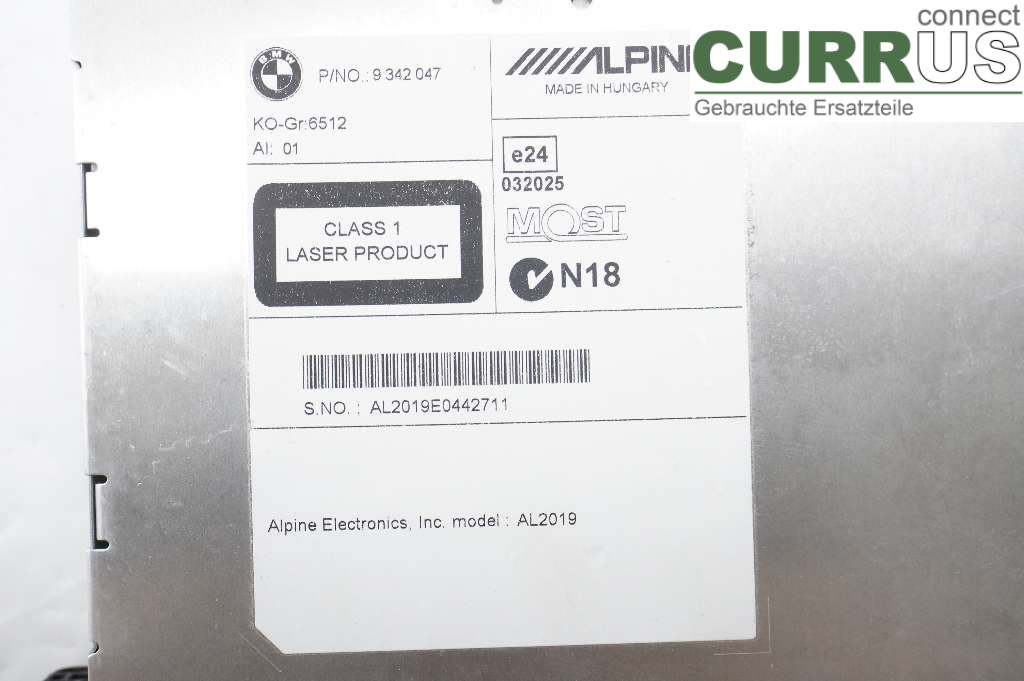 connect
CURRUS
Gebrauchte Ersatzteile
BMW
P/NO.: 9 342 047
KO-Gr:6512
AI: 01
MADE IN HUNGARY
e24
032025
MOST
N18
CLASS 1
LASER PRODUCT
S.NO. : AL2019E0442711
Alpine Electronics, Inc. model : AL2019